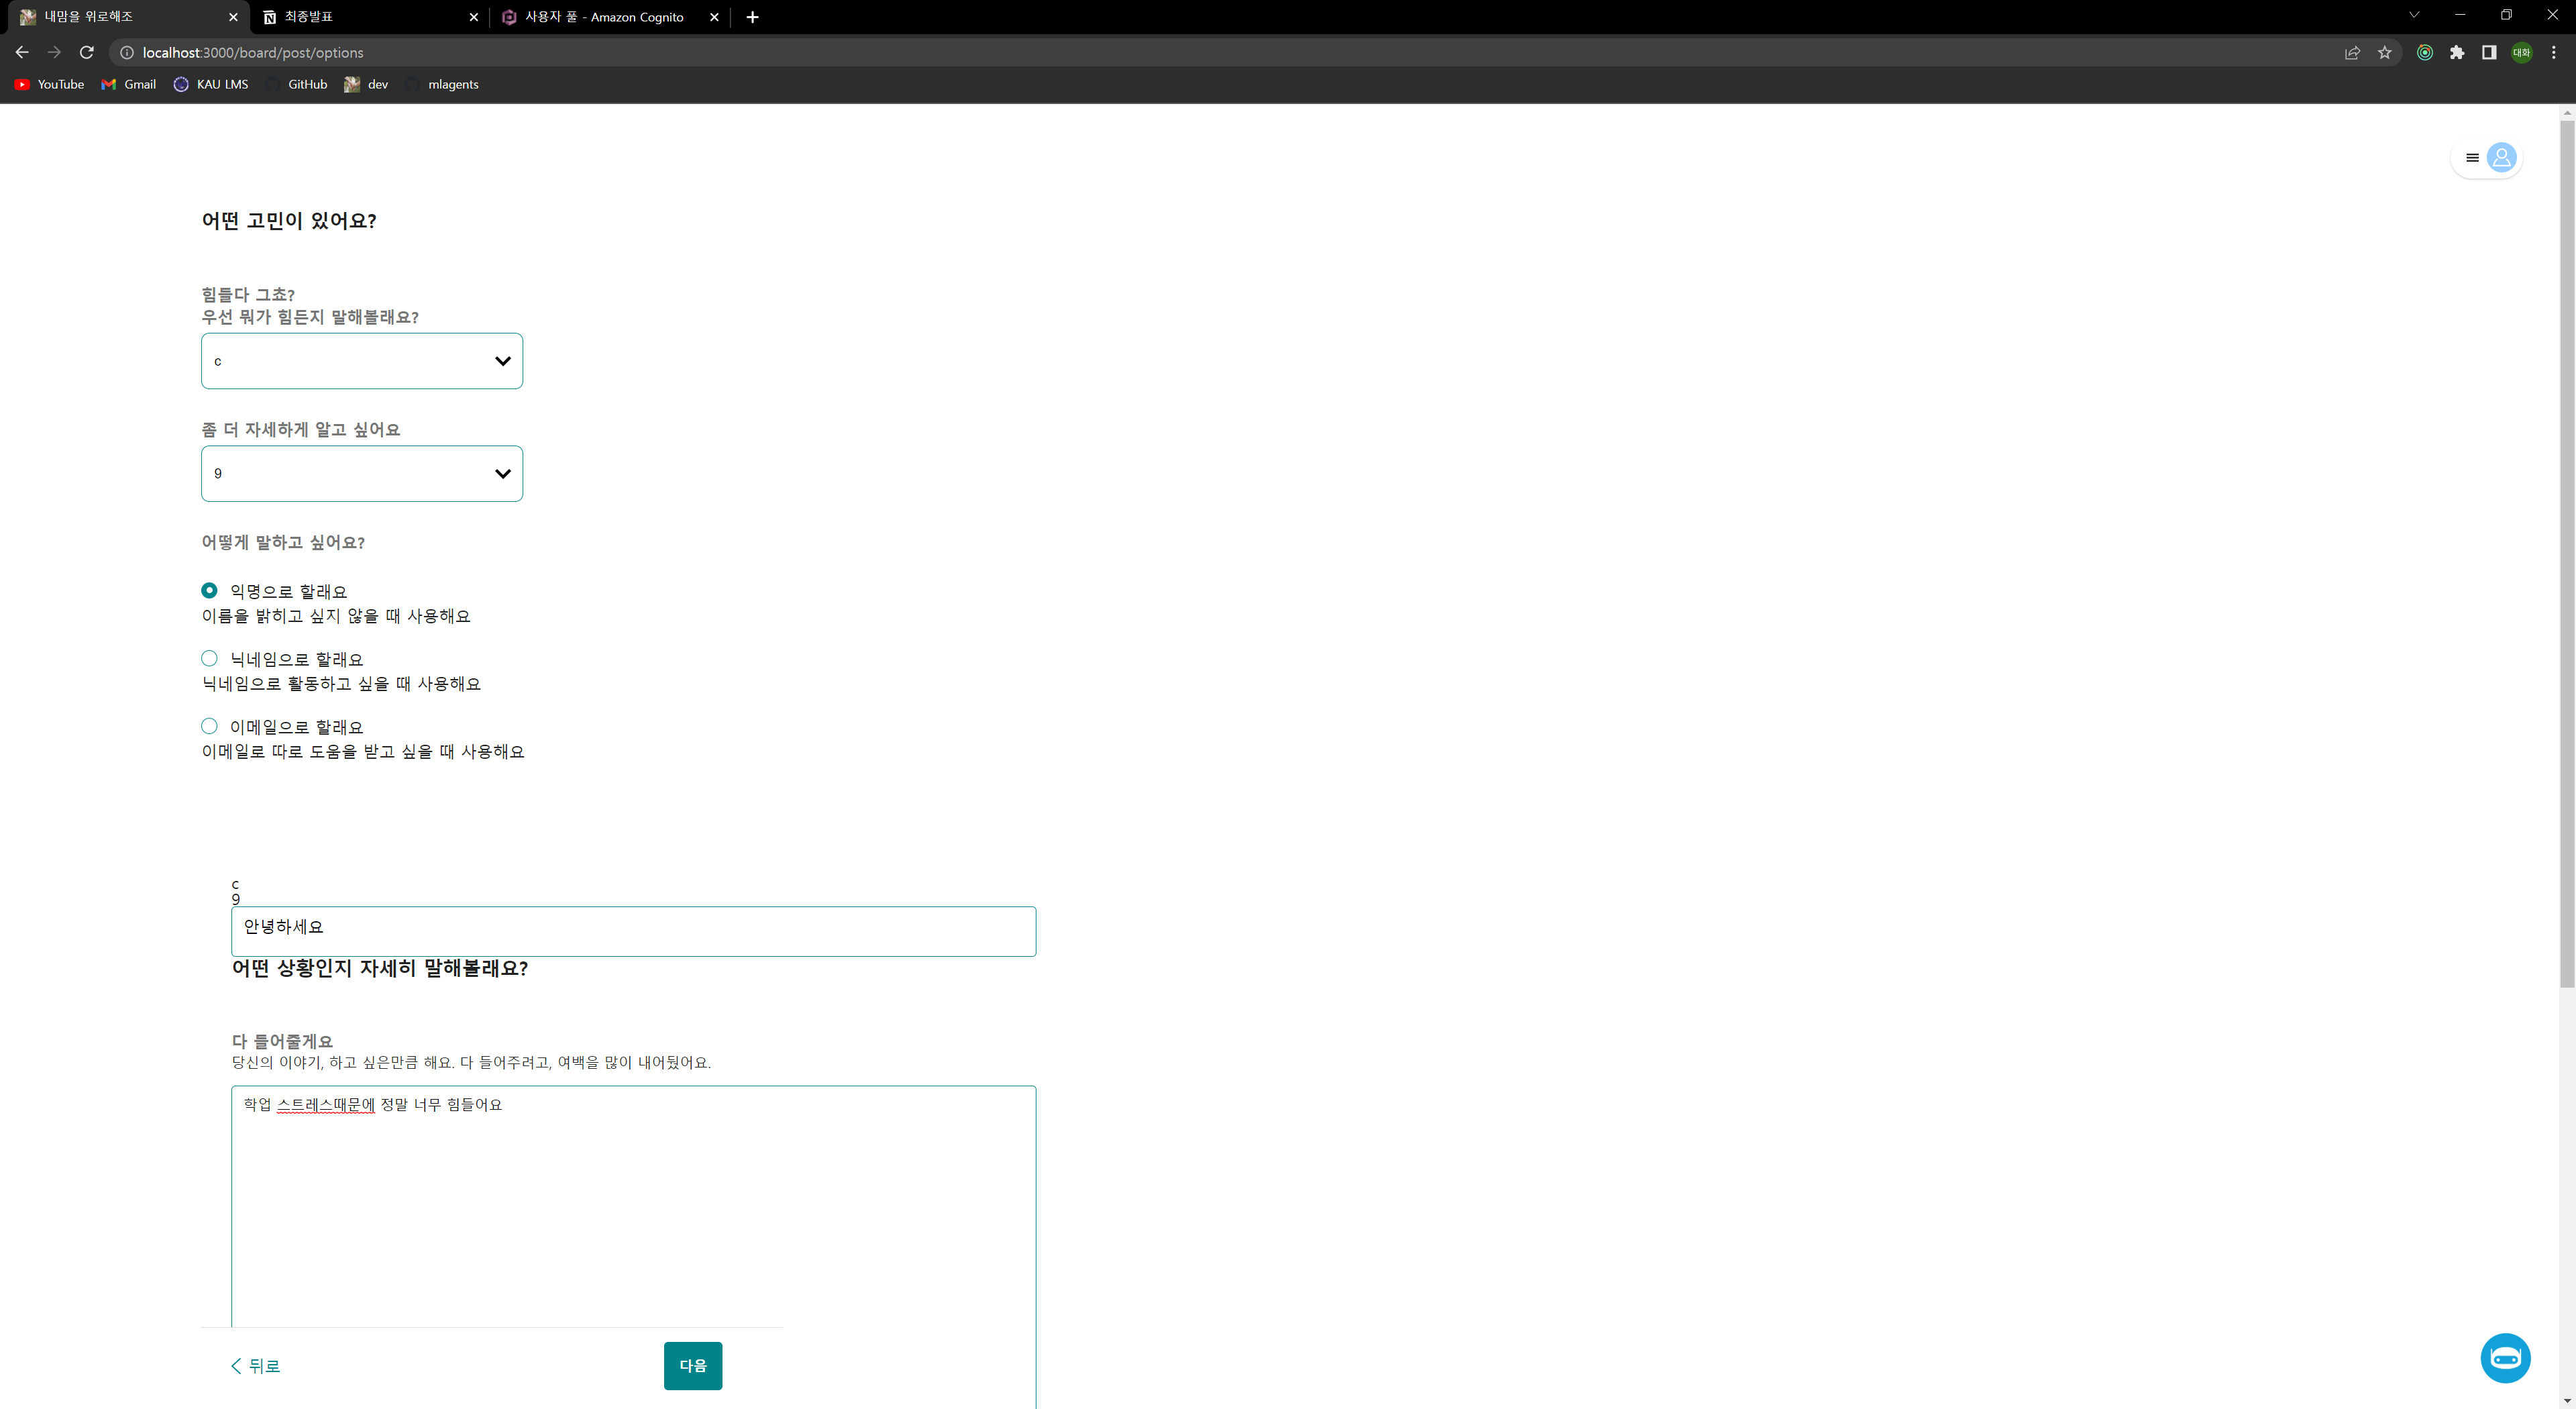 내맘을 위로해조
최종발표
사용자 풀 - Amazon Cognito
localhost:3000/board/post/options
대화
YouTube
Gmail
KAU LMS
GitHub
dev
mlagents
어떤 고민이 있어요?
힘들다 그쵸?
우선 뭐가 힘든지 말해볼래요?
c
좀 더 자세하게 알고 싶어요
9
어떻게 말하고 싶어요?
익명으로 할래요
이름을 밝히고 싶지 않을 때 사용해요
닉네임으로 할래요
닉네임으로 활동하고 싶을 때 사용해요
이메일으로 할래요
이메일로 따로 도움을 받고 싶을 때 사용해요
c
9
안녕하세요
어떤 상황인지 자세히 말해볼래요?
다 들어줄게요
당신의 이야기, 하고 싶은만큼 해요. 다 들어주려고, 여백을 많이 내어뒀어요.
학업 스트레스때문에 정말 너무 힘들어요
뒤로
다음